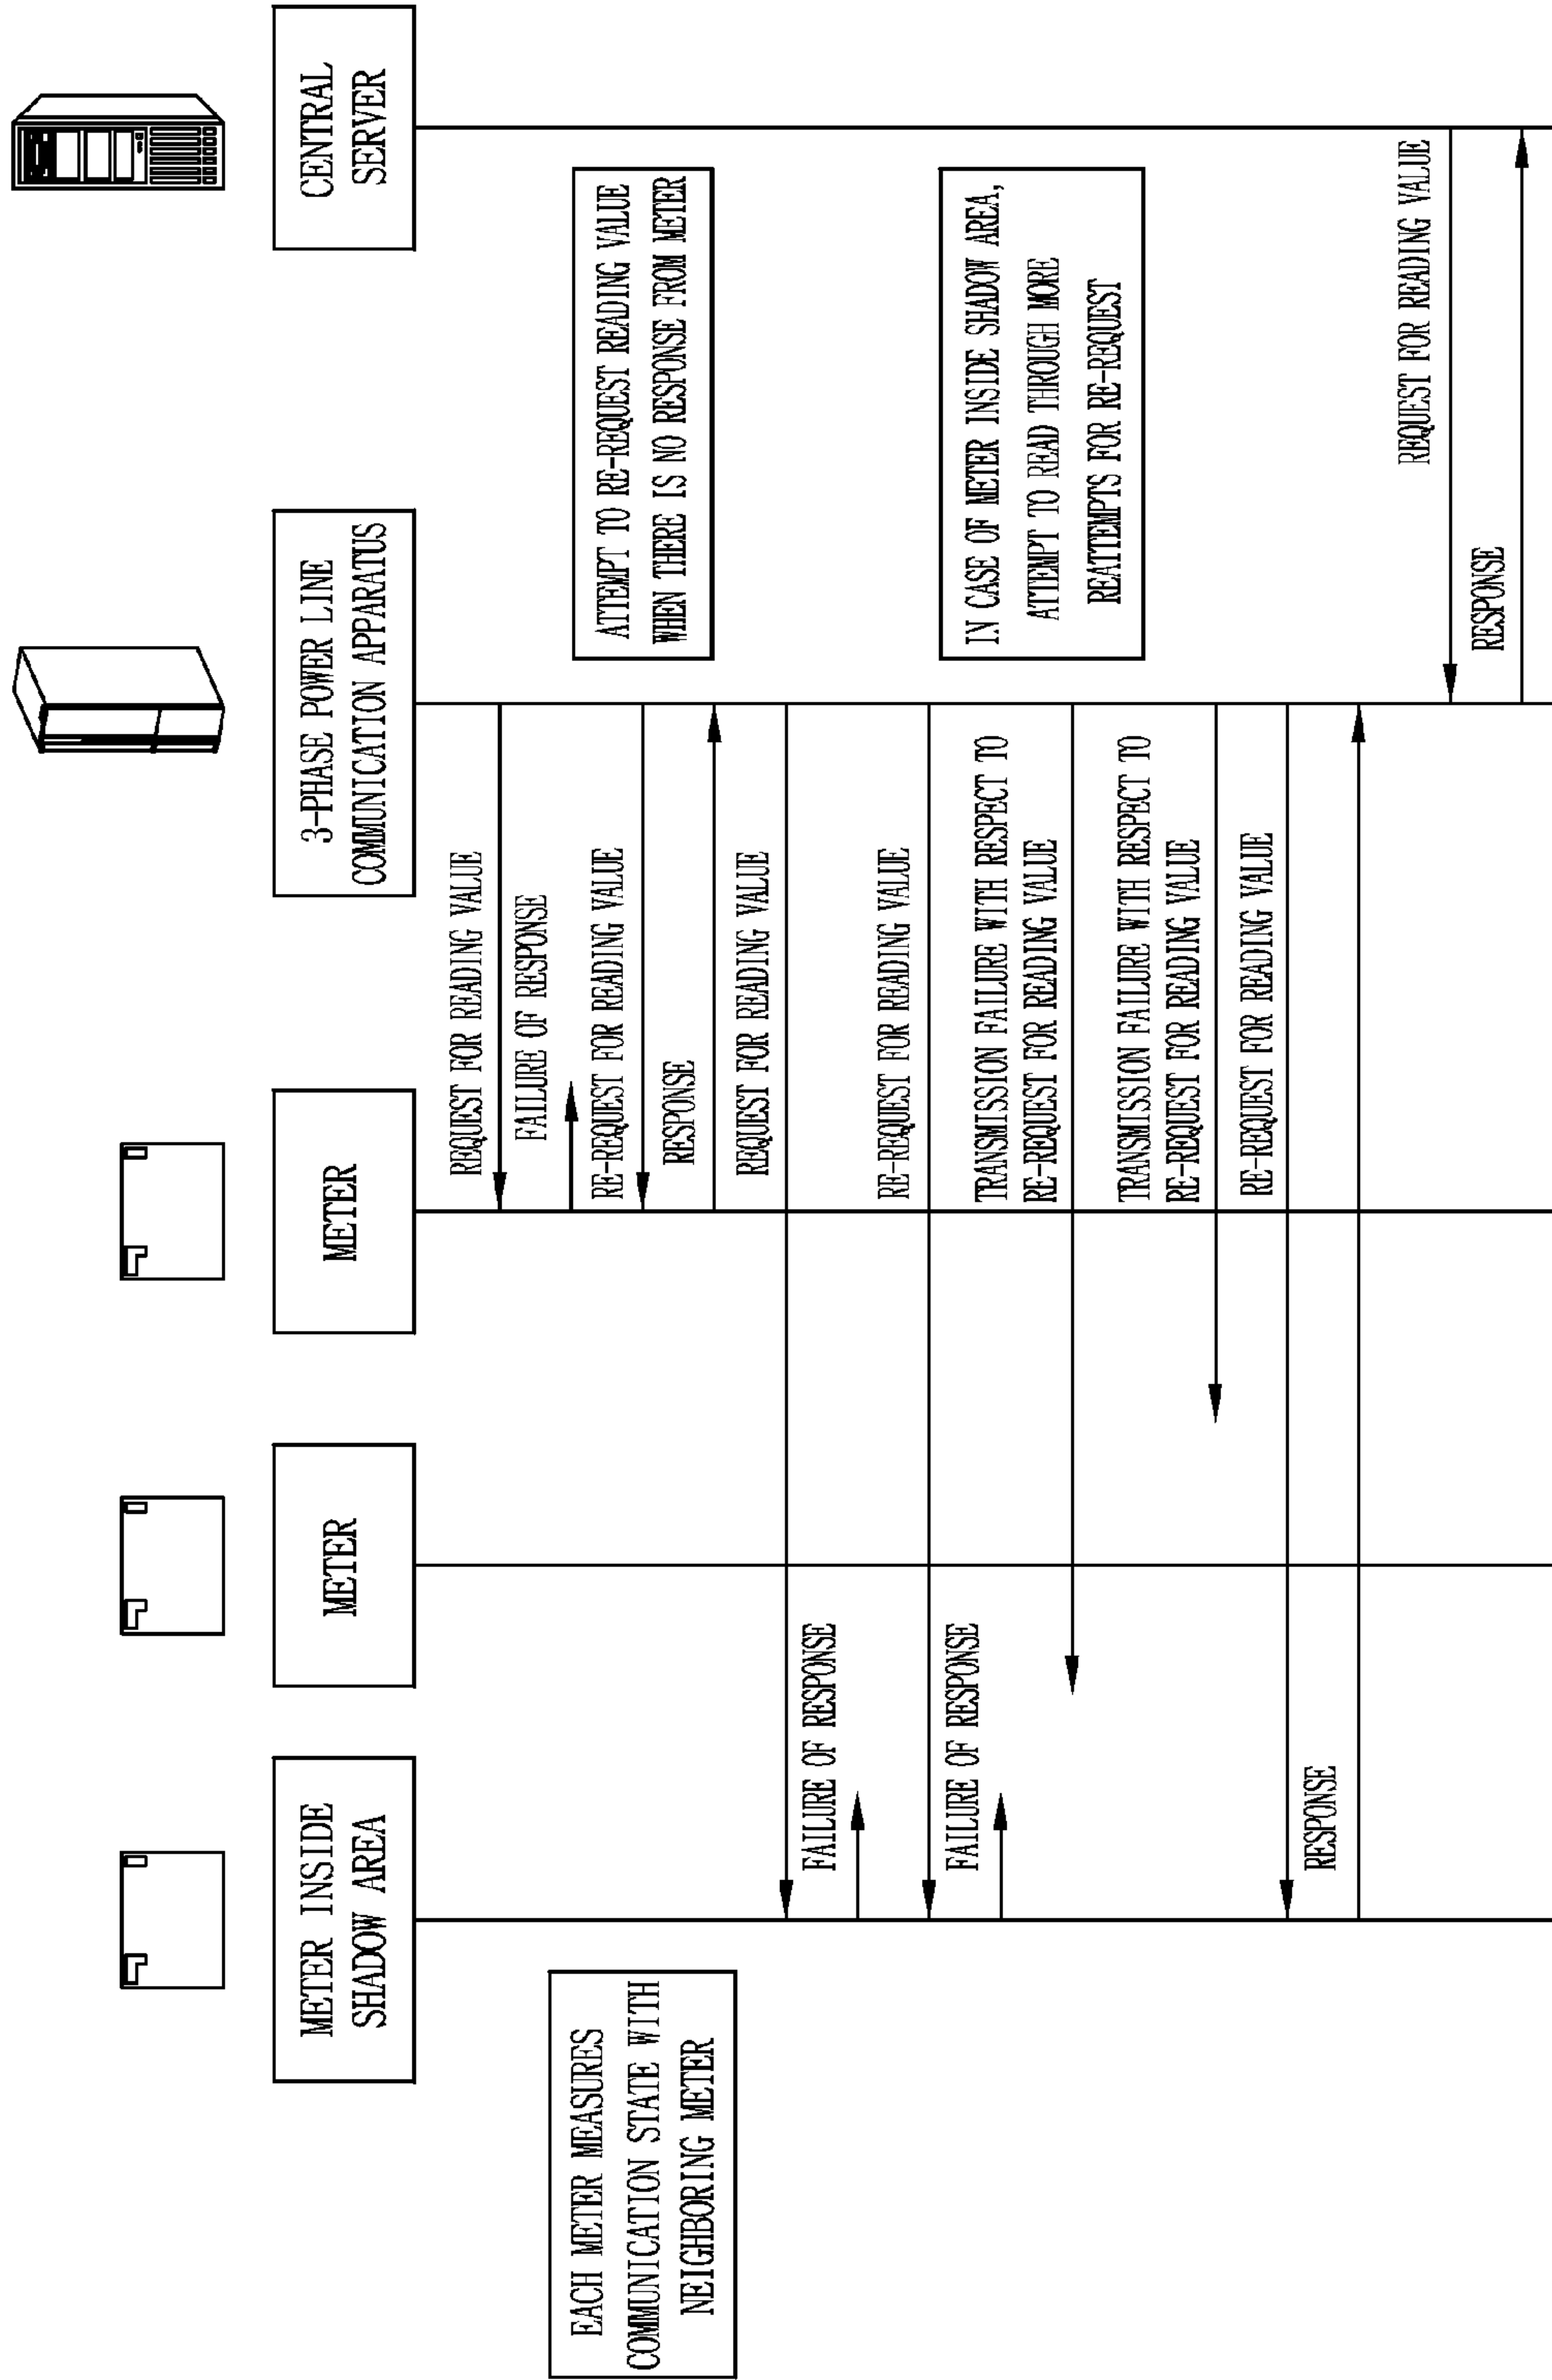 METER INSIDE
SHADOW AREA
METER
METER
3-PHASE POWER LINE
COMMUNICATION APPARATUS
CENTRAL
SERVER
EACH METER MEASURES
COMMUNICATION STATE WITH
NEIGHBORING METER
ATTEMPT TO RE-REQUEST READING VALUE
WHEN THERE IS NO RESPONSE FROM METER
IN CASE OF METER INSIDE SHADOW AREA,
ATTEMPT TO READ THROUGH MORE
REATTEMPTS FOR RE-REQUEST
REQUEST FOR READING VALUE
FAILURE OF RESPONSE
RE-REQUEST FOR READING VALUE
RESPONSE
REQUEST FOR READING VALUE
FAILURE OF RESPONSE
RE-REQUEST FOR READING VALUE
FAILURE OF RESPONSE
TRANSMISSION FAILURE WITH RESPECT TO
RE-REQUEST FOR READING VALUE
TRANSMISSION FAILURE WITH RESPECT TO
RE-REQUEST FOR READING VALUE
RE-REQUEST FOR READING VALUE
RESPONSE
REQUEST FOR READING VALUE
RESPONSE